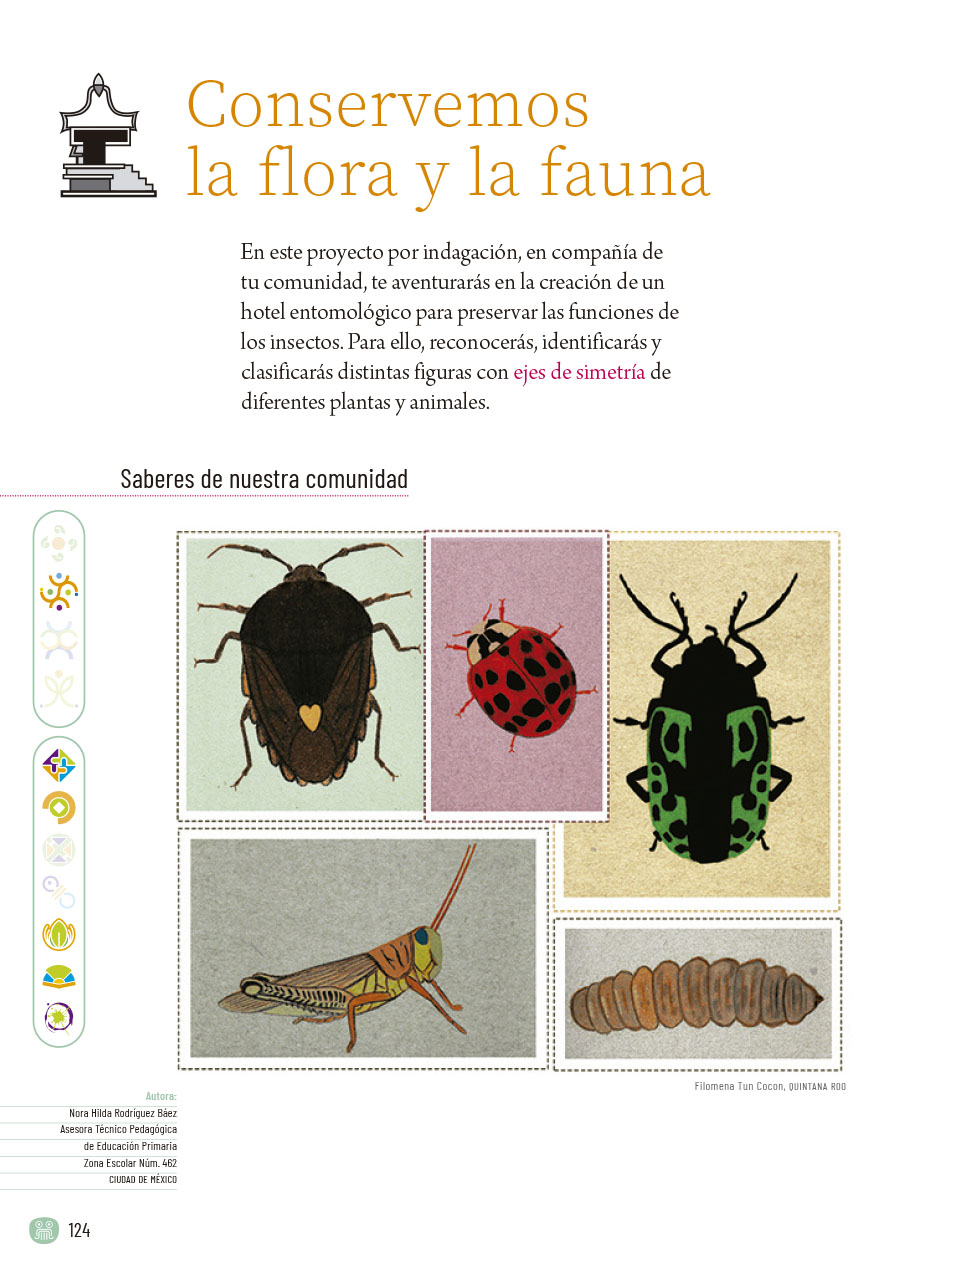 Conservemos
la flora y la fauna
En este proyecto por indagación, en compañía de
tu comunidad, te aventurarás en la creación de un
hotel entomológico para preservar las funciones de
los insectos. Para ello, reconocerás, identificarás y
clasificarás distintas figuras con ejes de simetría de
diferentes plantas y animales.
Saberes de nuestra comunidad
Filomena Tun Cocon, QUINTANA ROO
Autora:
Nora Hilda Rodríguez Báez
Asesora Técnico Pedagógica
de Educación Primaria
Zona Escolar Núm. 462
CIUDAD DE MÉXICO
124